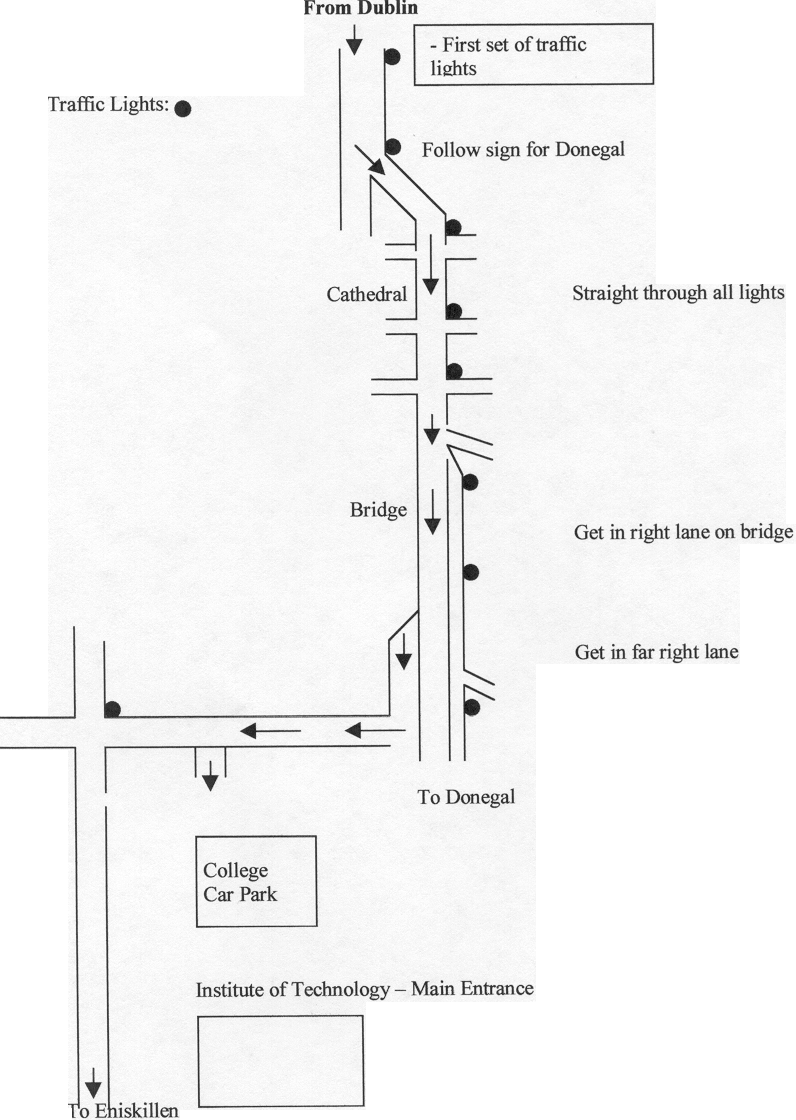 From Dublin
- First set of traffic
lights
Traffic Lights:
Follow sign for Donegal
Cathedral
Straight through all lights
Bridge
Get in right lane on bridge
Get in far right lane
To Donegal
College
Car Park
Institute of Technology – Main Entrance
To Eniskillen